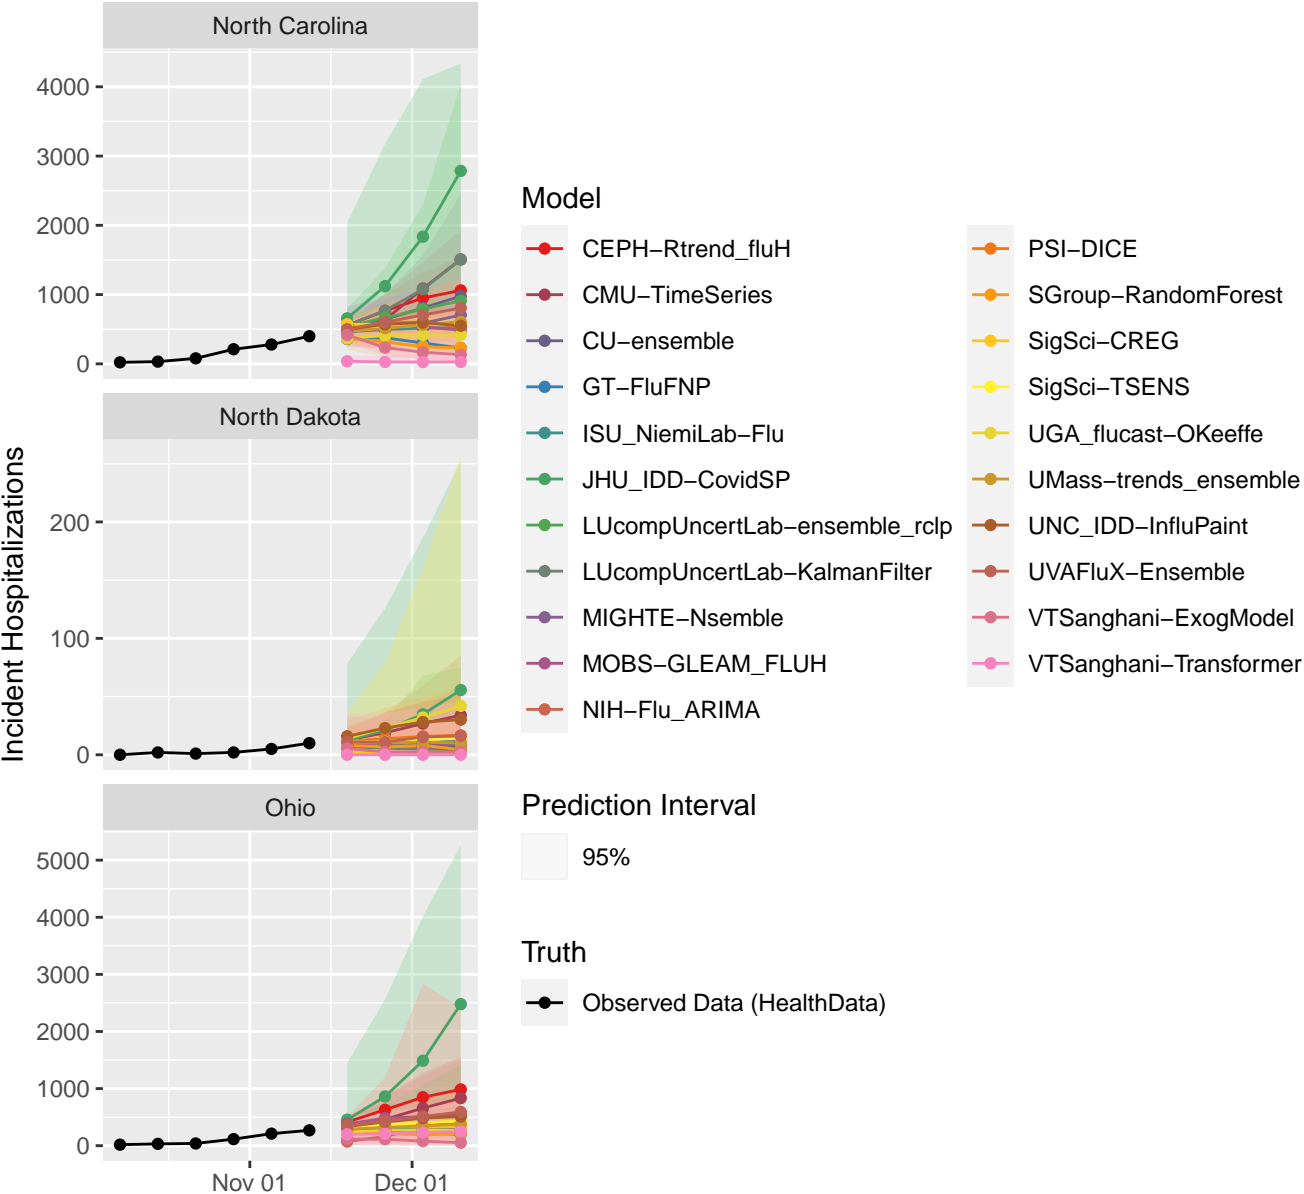 North Carolina
4000
3000
2000
1000
0
North Dakota
200
100
0
Ohio
5000
4000
3000
2000
1000
0
Nov 01
Dec 01
Incident Hospitalizations
Model
CEPH−Rtrend_fluH
CMU−TimeSeries
CU−ensemble
GT−FluFNP
ISU_NiemiLab−Flu
JHU_IDD−CovidSP
LUcompUncertLab−ensemble_rclp
LUcompUncertLab−KalmanFilter
MIGHTE−Nsemble
MOBS−GLEAM_FLUH
NIH−Flu_ARIMA
PSI−DICE
SGroup−RandomForest
SigSci−CREG
SigSci−TSENS
UGA_flucast−OKeeffe
UMass−trends_ensemble
UNC_IDD−InfluPaint
UVAFluX−Ensemble
VTSanghani−ExogModel
VTSanghani−Transformer
Prediction Interval
95%
Truth
Observed Data (HealthData)